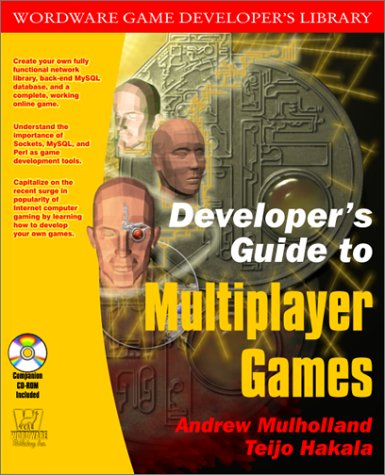 WORDWARE GAME DEVELOPER'S LIBRARY
Create your own fully
functional network
library, back-end MySQL
database, and a
complete, working
online game.
Understand the
importance of
Sockets, MySQL, and
Perl as game
development tools.
Capitalize on the
recent surge in
popularity of
Internet computer
gaming by learning
how to develop
your own games.
Developer's
Guide to
Multiplayer
Games
Companion
CD-ROM
Included
WORDWARE
Publishing, Inc.
Andrew Mulholland
Teijo Hakala